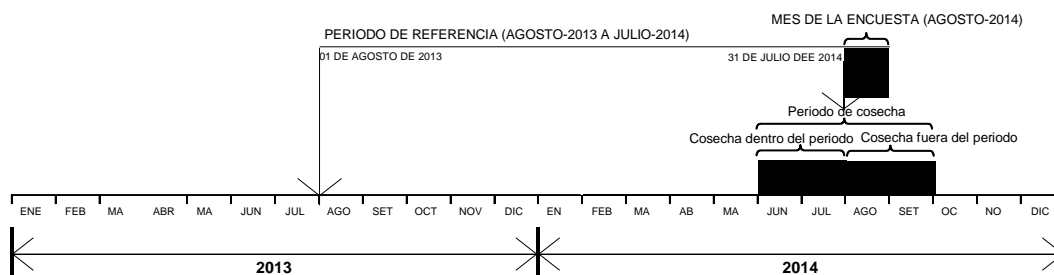 MES DE LA ENCUESTA (AGOSTO-2014)
PERIODO DE REFERENCIA (AGOSTO-2013 A JULIO-2014)
01 DE AGOSTO DE 2013
31 DE JULIO DEE 2014
Periodo de cosecha
Cosecha dentro del periodo Cosecha fuera del periodo
ENE FEB MA ABR MA JUN JUL AGO SET OCT NOV DIC EN FEB MA AB MA JUN JUL AGO SET OC NO DIC
2013 2014